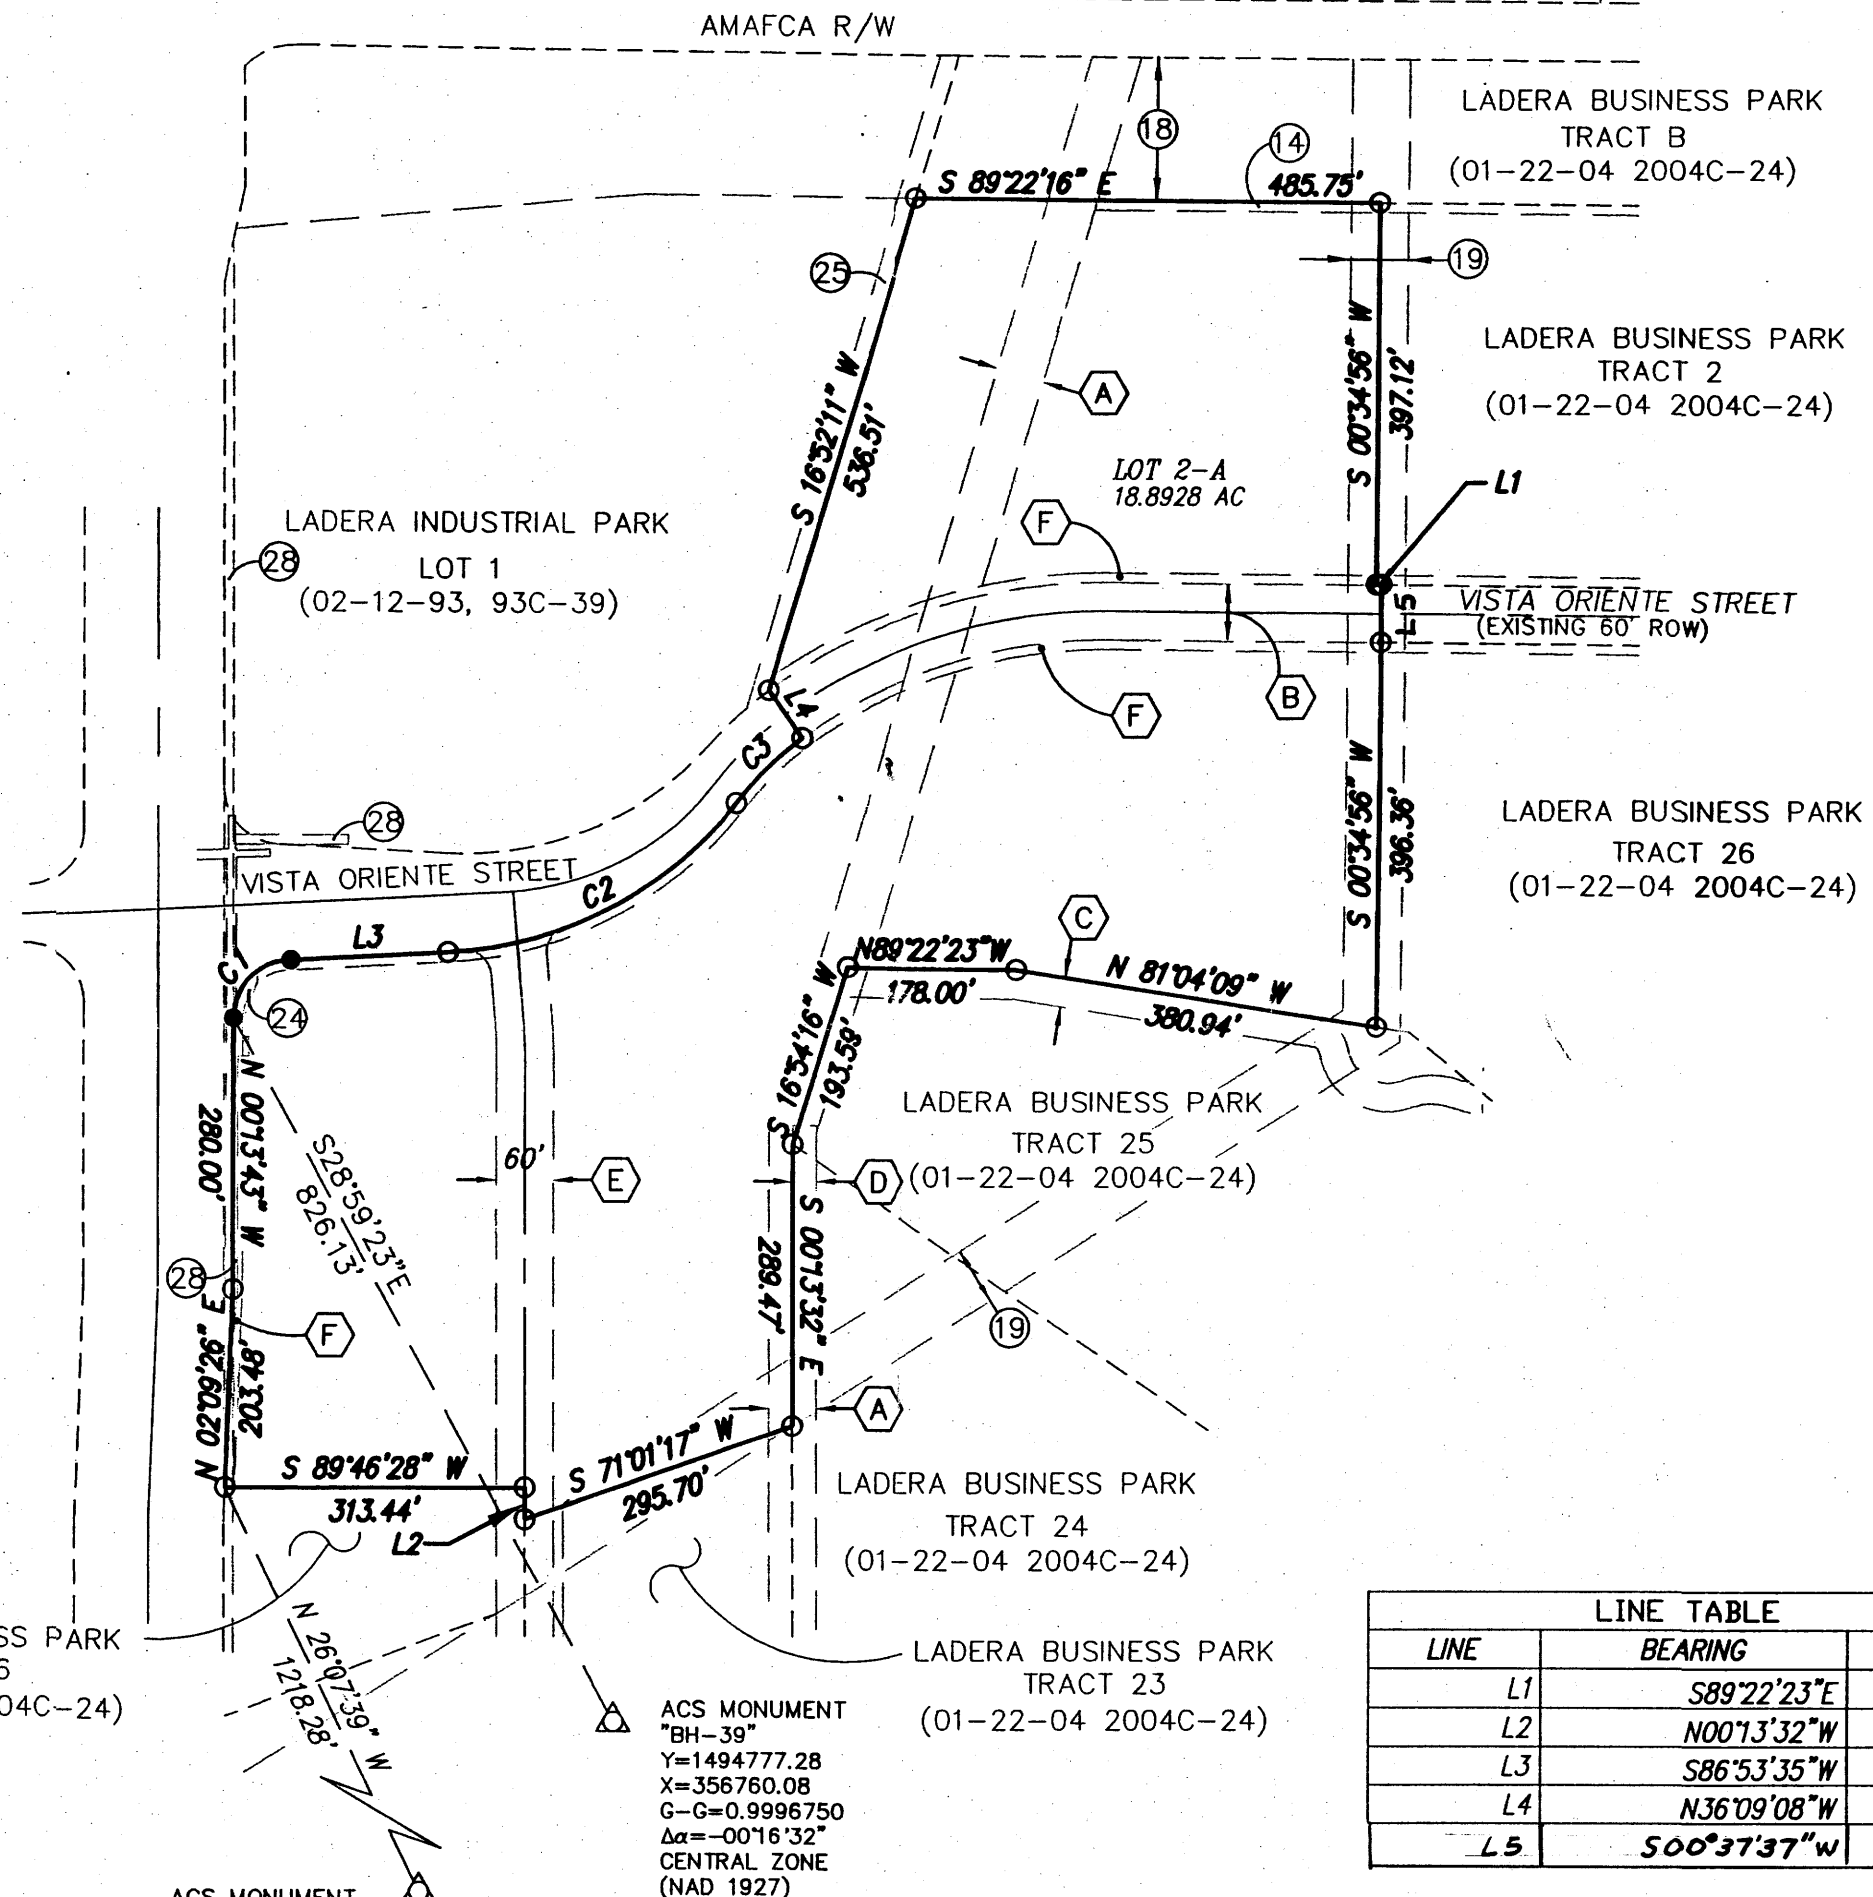 AMAFCA R/W
LADERA BUSINESS PARK
TRACT B
(01-22-04 2004C-24)
18
14
S 89°22'16" E
485.75'
25
19
LADERA BUSINESS PARK
TRACT 2
(01-22-04 2004C-24)
S 00°34'56" W
397.12'
A
S 16°52'11" W
536.51'
LOT 2-A
18.8928 AC
L1
F
LADERA INDUSTRIAL PARK
LOT 1
(02-12-93, 93C-39)
28
L5
VISTA ORIENTE STREET
(EXISTING 60' ROW)
L4
B
F
C3
S 00°34'56" W
396.36'
LADERA BUSINESS PARK
TRACT 26
(01-22-04 2004C-24)
28
VISTA ORIENTE STREET
C2
C
L3
C1
24
N89°22'23"W
178.00'
N 81°04'09" W
380.94'
S 16°54'16" W
193.59'
LADERA BUSINESS PARK
TRACT 25
(01-22-04 2004C-24)
N 00°13'43" W
280.00'
S28°59'23"E
826.13'
60'
E
D
S 00°13'32" E
289.47'
28
F
19
N 02°09'26" E
203.48'
A
S 89°46'28" W
313.44'
L2
S 71°01'17" W
295.70'
LADERA BUSINESS PARK
TRACT 24
(01-22-04 2004C-24)
SS PARK
6
04C-24)
N 26°07'39" W
1218.28'
LADERA BUSINESS PARK
TRACT 23
(01-22-04 2004C-24)
ACS MONUMENT
"BH-39"
Y=1494777.28
X=356760.08
G-G=0.9996750
Δα=-00°16'32"
CENTRAL ZONE
(NAD 1927)
ACS MONUMENT
LINE TABLE
LINE BEARING
L1 S89°22'23"E
L2 N00°13'32"W
L3 S86°53'35"W
L4 N36°09'08"W
L5 S00°37'37"W